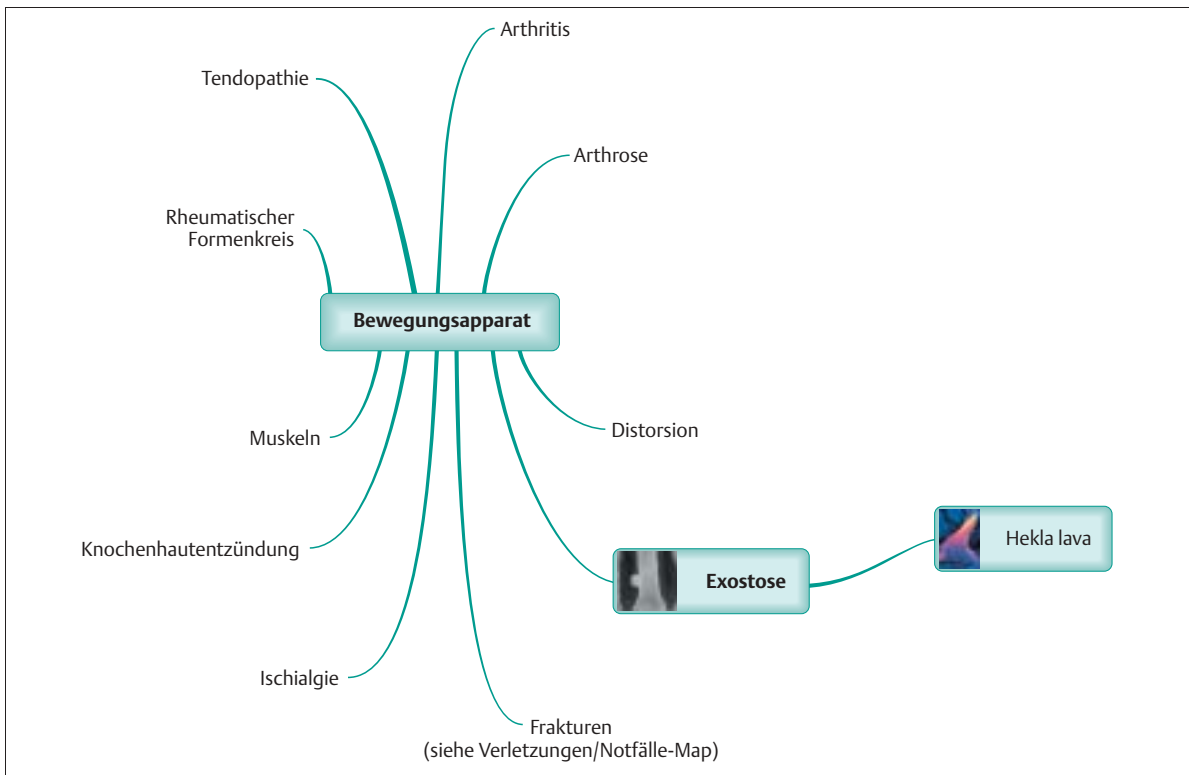 Arthritis
Tendopathie
Arthrose
Rheumatischer
Formenkreis
Bewegungsapparat
Muskeln
Distorsion
Hekla lava
Knochenhautentzündung
Exostose
Ischialgie
Frakturen
(siehe Verletzungen/Notfälle-Map)